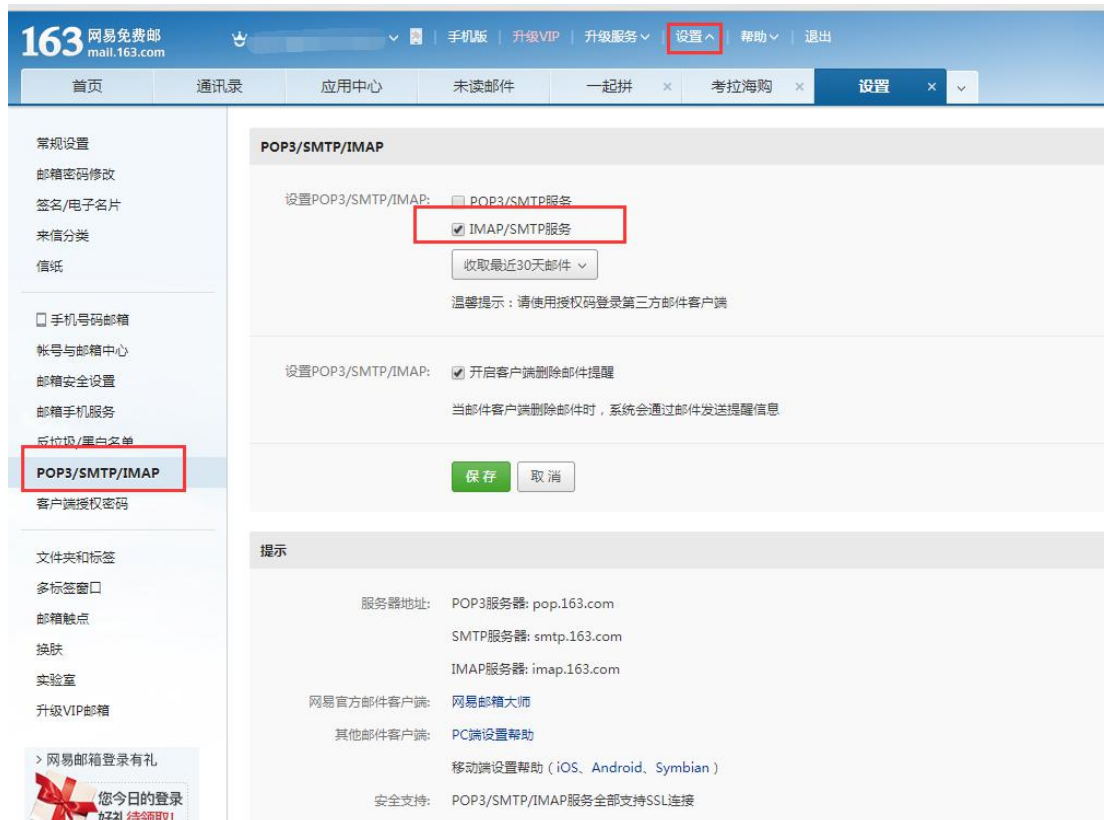 163 网易免费邮
mail.163.com
手机版 | 升级VIP | 升级服务 | 设置 | 帮助 | 退出
首页 通讯录 应用中心 未读邮件 一起拼 × 考拉海购 × 设置 ×
常规设置
邮箱密码修改
签名/电子名片
来信分类
信纸
手机号码邮箱
帐号与邮箱中心
邮箱安全设置
邮箱手机服务
反垃圾/黑白名单
POP3/SMTP/IMAP
客户端授权密码
文件夹和标签
多标签窗口
邮箱触点
换肤
实验室
升级VIP邮箱
> 网易邮箱登录有礼
您今日的登录
好礼待领取!
POP3/SMTP/IMAP
设置POP3/SMTP/IMAP: POP3/SMTP服务
IMAP/SMTP服务
收取最近30天邮件
温馨提示：请使用授权码登录第三方邮件客户端
设置POP3/SMTP/IMAP: 开启客户端删除邮件提醒
当邮件客户端删除邮件时，系统会通过邮件发送提醒信息
保存 取消
提示
服务器地址: POP3服务器: pop.163.com
SMTP服务器: smtp.163.com
IMAP服务器: imap.163.com
网易官方邮件客户端: 网易邮箱大师
其他邮件客户端: PC端设置帮助
移动端设置帮助（iOS、Android、Symbian）
安全支持: POP3/SMTP/IMAP服务全部支持SSL连接